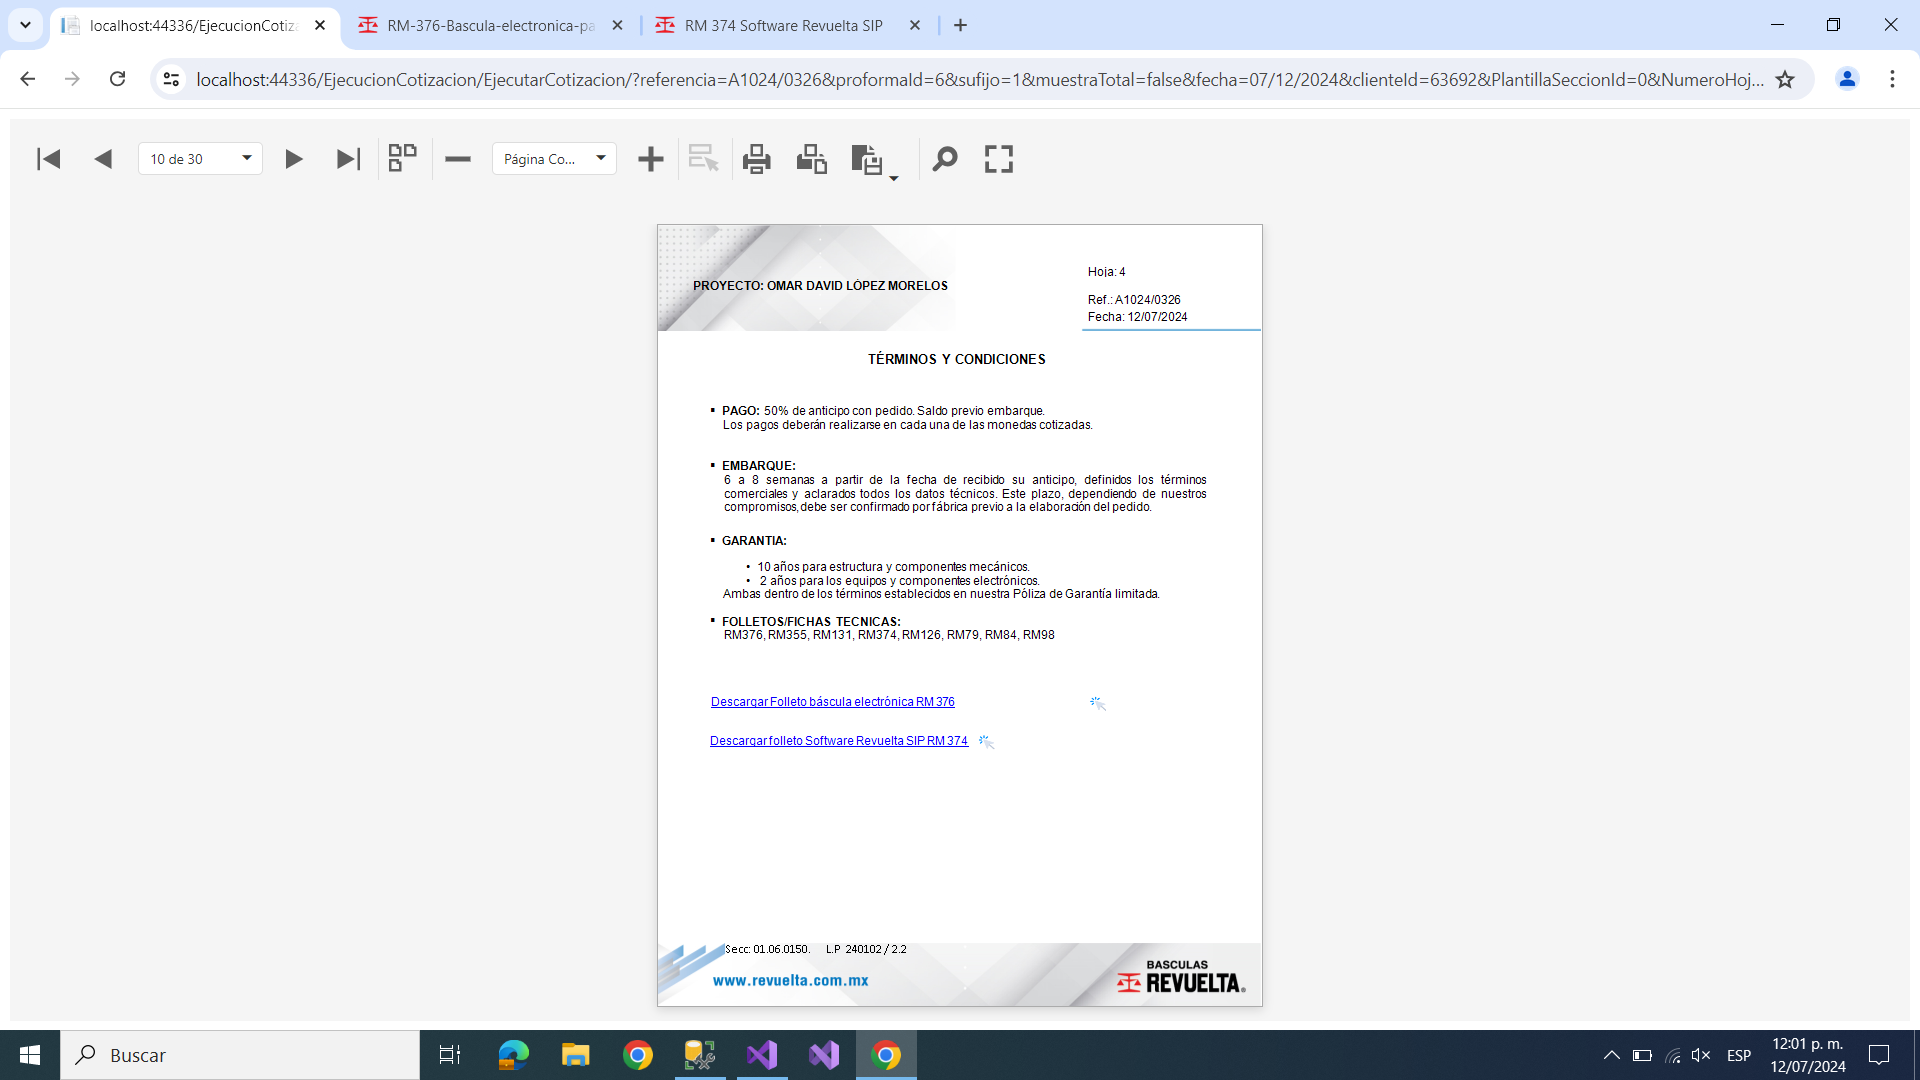 localhost:44336/EjecucionCotiza
RM-376-Bascula-electronica-pa
RM 374 Software Revuelta SIP
localhost:44336/EjecucionCotizacion/EjecutarCotizacion/?referencia=A1024/0326&proformaId=6&sufijo=1&muestraTotal=false&fecha=07/12/2024&clienteId=63692&PlantillaSeccionId=0&NumeroHoj...
10 de 30
Página Co...
Hoja: 4
PROYECTO: OMAR DAVID LÓPEZ MORELOS
Ref.: A1024/0326
Fecha: 12/07/2024
TÉRMINOS Y CONDICIONES
▪ PAGO: 50% de anticipo con pedido. Saldo previo embarque.
Los pagos deberán realizarse en cada una de las monedas cotizadas.
▪ EMBARQUE:
6 a 8 semanas a partir de la fecha de recibido su anticipo, definidos los términos
comerciales y aclarados todos los datos técnicos. Este plazo, dependiendo de nuestros
compromisos, debe ser confirmado por fábrica previo a la elaboración del pedido.
▪ GARANTIA:
• 10 años para estructura y componentes mecánicos.
• 2 años para los equipos y componentes electrónicos.
Ambas dentro de los términos establecidos en nuestra Póliza de Garantía limitada.
▪ FOLLETOS/FICHAS TECNICAS:
RM376, RM355, RM131, RM374, RM126, RM79, RM84, RM98
Descargar Folleto báscula electrónica RM 376
Descargar folleto Software Revuelta SIP RM 374
Secc: 01.06.0150. L.P 240102 / 2.2
www.revuelta.com.mx
BASCULAS
REVUELTA®
Buscar
ESP
12:01 p. m.
12/07/2024